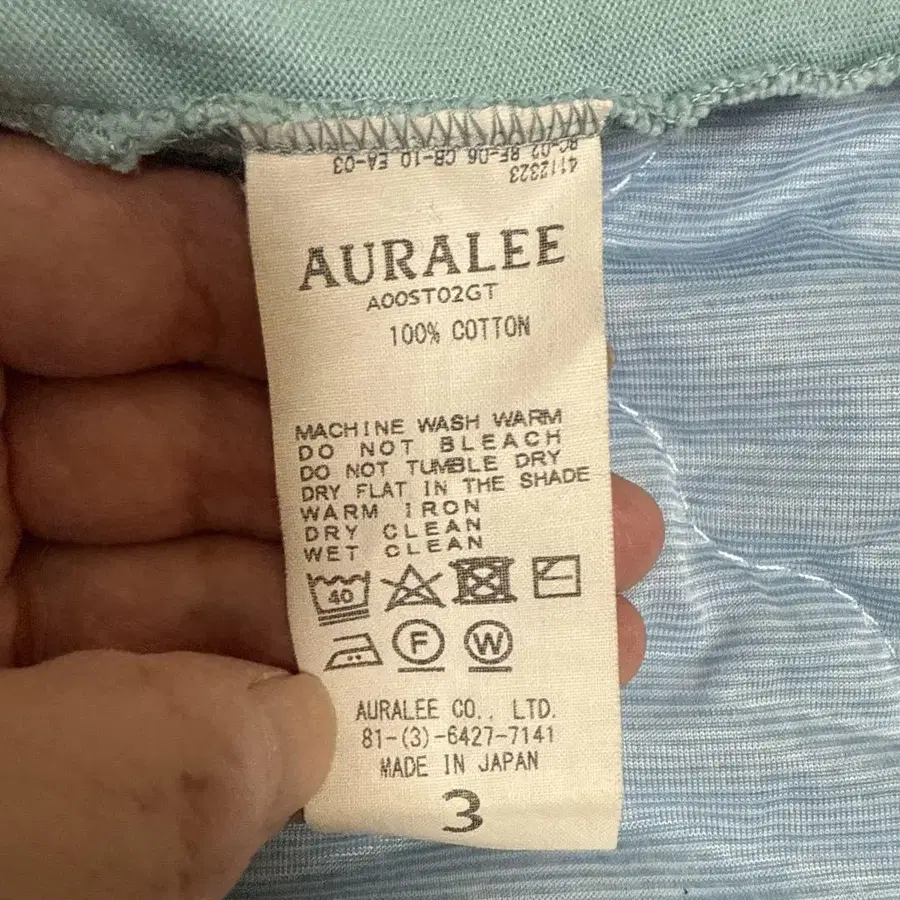 4112323
BC-02 BF-06 CB-10 EA-03
AURALEE
A00ST02GT
100% COTTON
MACHINE WASH WARM
DO NOT BLEACH
DO NOT TUMBLE DRY
DRY FLAT IN THE SHADE
WARM IRON
DRY CLEAN
WET CLEAN
40
F W
AURALEE CO., LTD.
81-(3)-6427-7141
MADE IN JAPAN
3